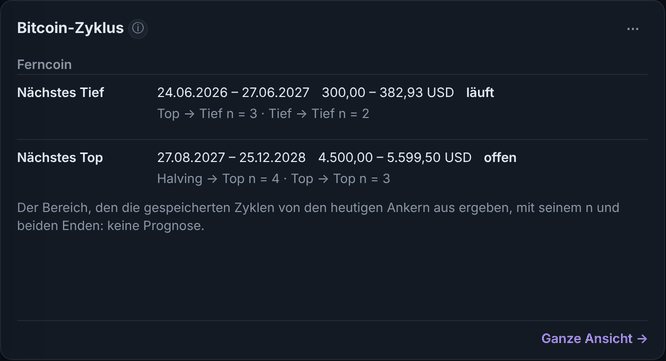 Bitcoin-Zyklus ⓘ ...
Ferncoin
Nächstes Tief 24.06.2026 – 27.06.2027 300,00 – 382,93 USD läuft
Top → Tief n = 3 · Tief → Tief n = 2
Nächstes Top 27.08.2027 – 25.12.2028 4.500,00 – 5.599,50 USD offen
Halving → Top n = 4 · Top → Top n = 3
Der Bereich, den die gespeicherten Zyklen von den heutigen Ankern aus ergeben, mit seinem n und
beiden Enden: keine Prognose.
Ganze Ansicht →